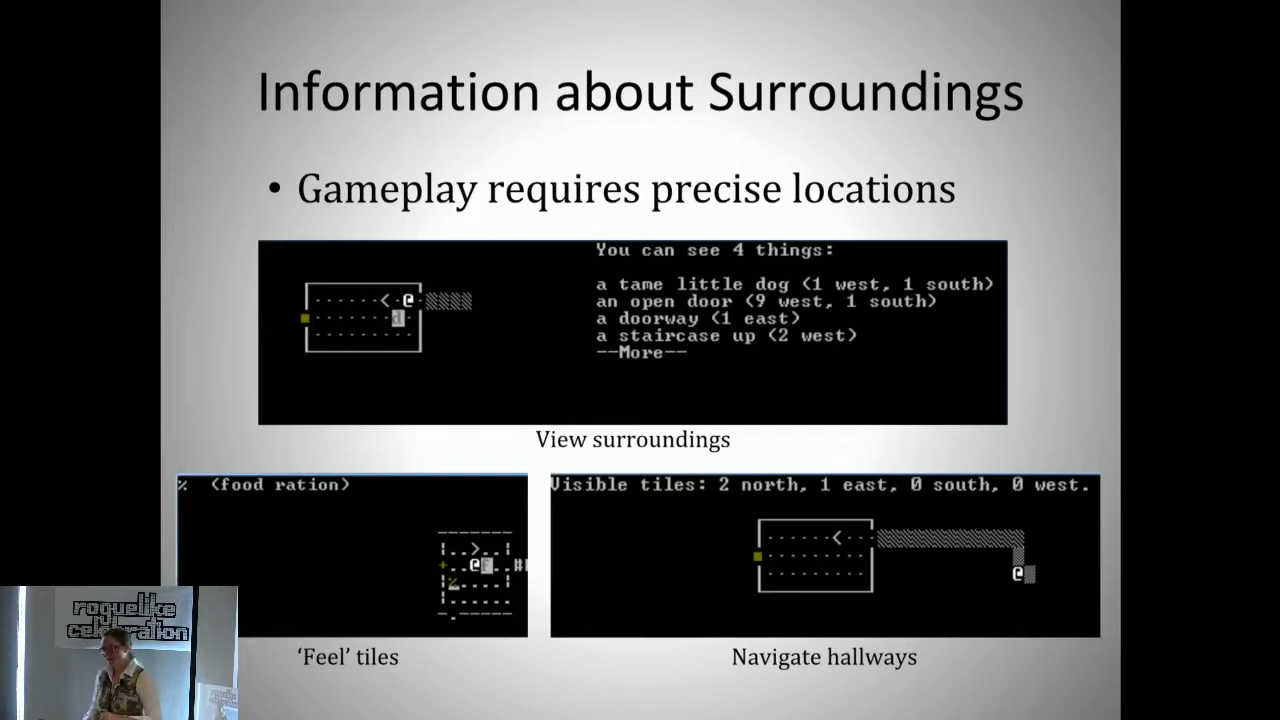 Information about Surroundings
• Gameplay requires precise locations
You can see 4 things:
a tame little dog (1 west, 1 south)
an open door (9 west, 1 south)
a doorway (1 east)
a staircase up (2 west)
--More--
View surroundings
% (food ration)
Visible tiles: 2 north, 1 east, 0 south, 0 west.
'Feel' tiles
Navigate hallways
roguelike
celebration